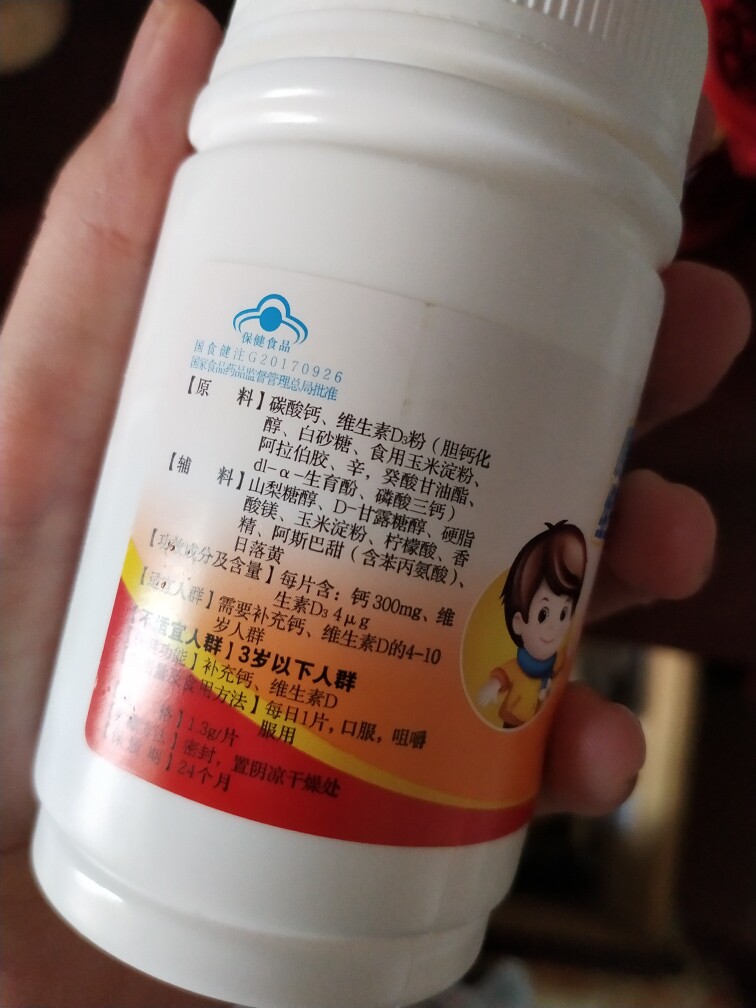 保健食品
国食健注G20170926
国家食品药品监督管理总局批准
【原 料】碳酸钙、维生素D₃粉（胆钙化
醇、白砂糖、食用玉米淀粉、
阿拉伯胶、辛，癸酸甘油酯、
dl-α-生育酚、磷酸三钙）
【辅 料】山梨糖醇、D-甘露糖醇、硬脂
酸镁、玉米淀粉、柠檬酸、香
精、阿斯巴甜（含苯丙氨酸）、
日落黄
【功效成分及含量】每片含：钙300mg、维
生素D₃ 4μg
【适宜人群】需要补充钙、维生素D的4-10
岁人群
【不适宜人群】3岁以下人群
功能】补充钙、维生素D
食用方法】每日1片，口服，咀嚼
服用
格】1.3g/片
密封，置阴凉干燥处
期】24个月